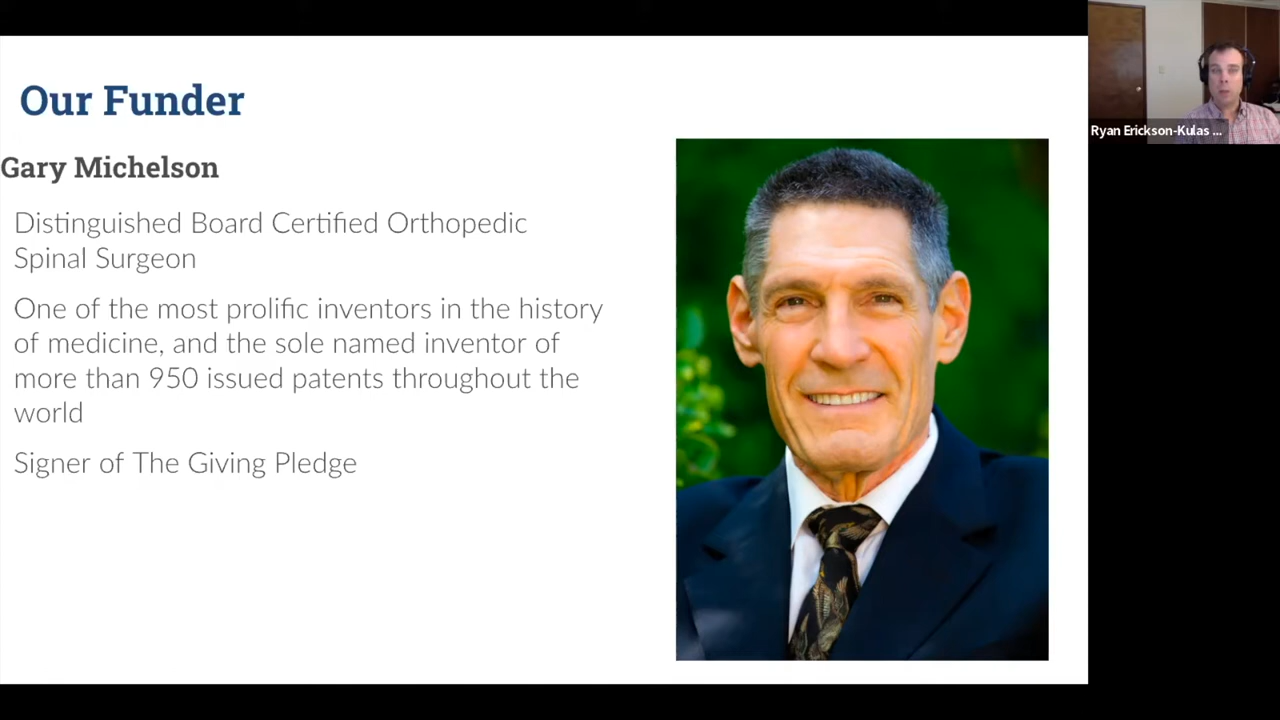 Our Funder
Gary Michelson
Distinguished Board Certified Orthopedic
Spinal Surgeon
One of the most prolific inventors in the history
of medicine, and the sole named inventor of
more than 950 issued patents throughout the
world
Signer of The Giving Pledge
Ryan Erickson-Kulas ...